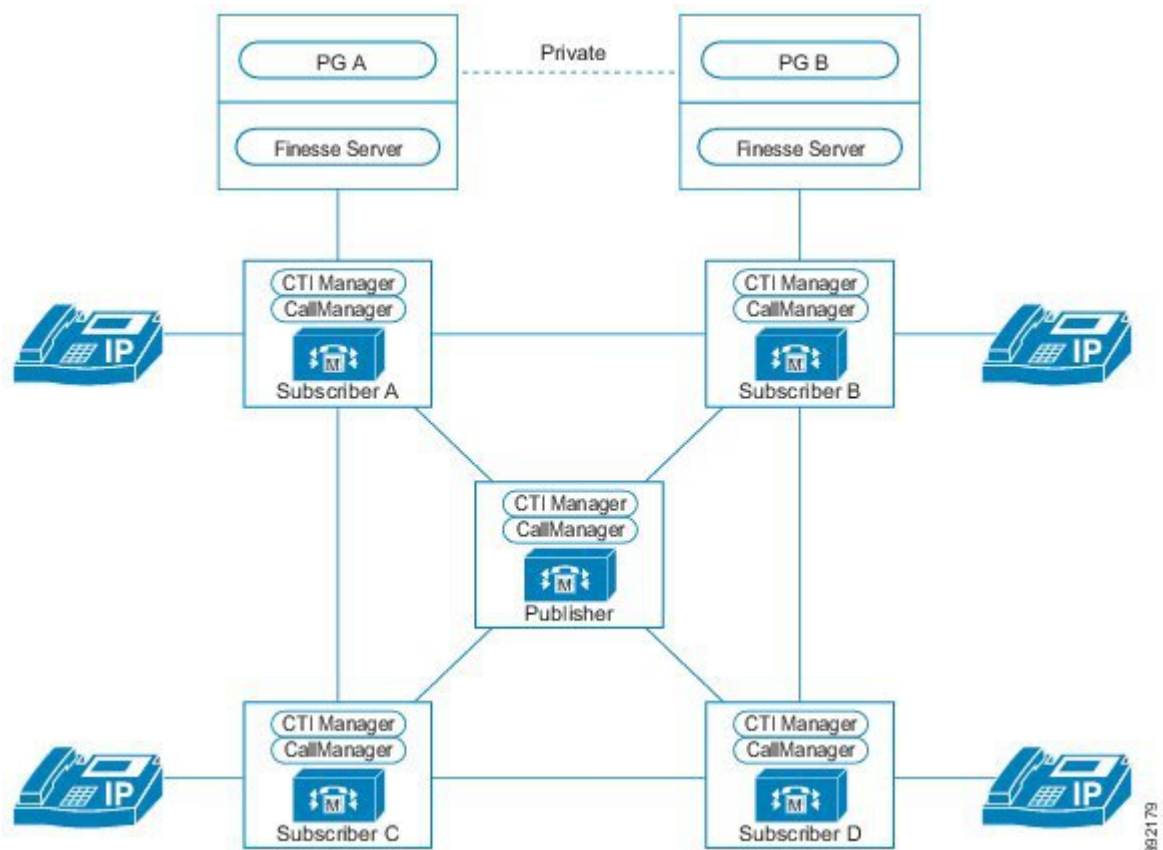 PG A
Private
PG B
Finesse Server
Finesse Server
CTI Manager
CallManager
Subscriber A
IP
CTI Manager
CallManager
Subscriber B
IP
CTI Manager
CallManager
M
Publisher
M
M
CTI Manager
CallManager
M
Subscriber C
IP
CTI Manager
CallManager
M
Subscriber D
IP
392179